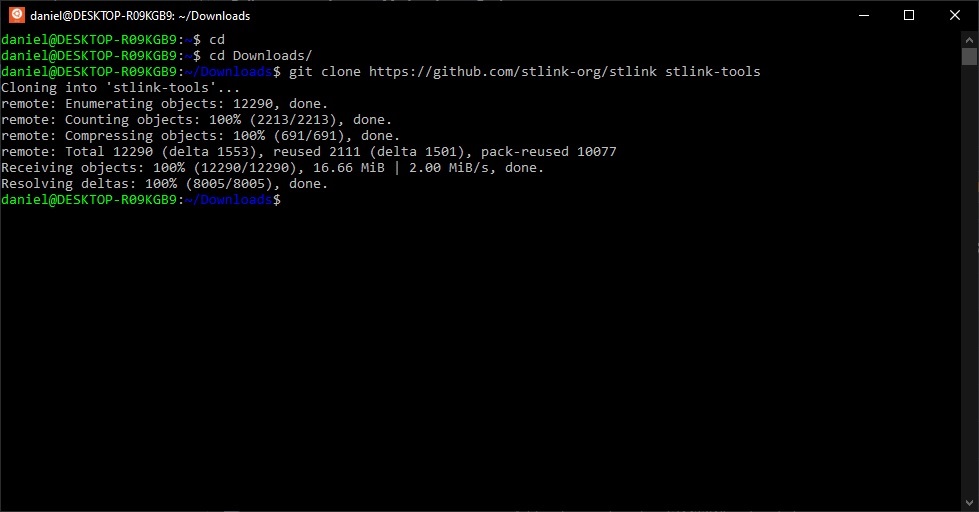 daniel@DESKTOP-R09KGB9: ~/Downloads
daniel@DESKTOP-R09KGB9:~$ cd
daniel@DESKTOP-R09KGB9:~$ cd Downloads/
daniel@DESKTOP-R09KGB9:~/Downloads$ git clone https://github.com/stlink-org/stlink stlink-tools
Cloning into 'stlink-tools'...
remote: Enumerating objects: 12290, done.
remote: Counting objects: 100% (2213/2213), done.
remote: Compressing objects: 100% (691/691), done.
remote: Total 12290 (delta 1553), reused 2111 (delta 1501), pack-reused 10077
Receiving objects: 100% (12290/12290), 16.66 MiB | 2.00 MiB/s, done.
Resolving deltas: 100% (8005/8005), done.
daniel@DESKTOP-R09KGB9:~/Downloads$